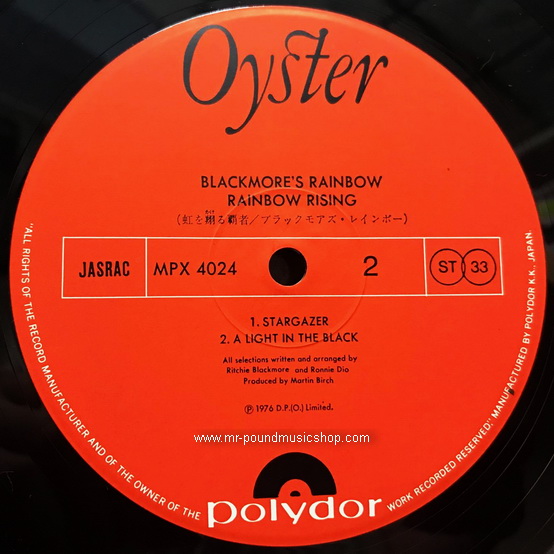 Oyster
BLACKMORE'S RAINBOW
RAINBOW RISING
(虹を翔る覇者/ブラックモアズ・レインボー)
JASRAC
MPX 4024
2
ST 33
1. STARGAZER
2. A LIGHT IN THE BLACK
All selections written and arranged by
Ritchie Blackmore and Ronnie Dio
Produced by Martin Birch
Ⓟ 1976 D.P.(O.) Limited.
www.mr-poundmusicshop.com
polydor
"ALL RIGHTS OF THE RECORD MANUFACTURER AND OF THE OWNER OF THE WORK RECORDED RESERVED," MANUFACTURED BY POLYDOR K.K., JAPAN.